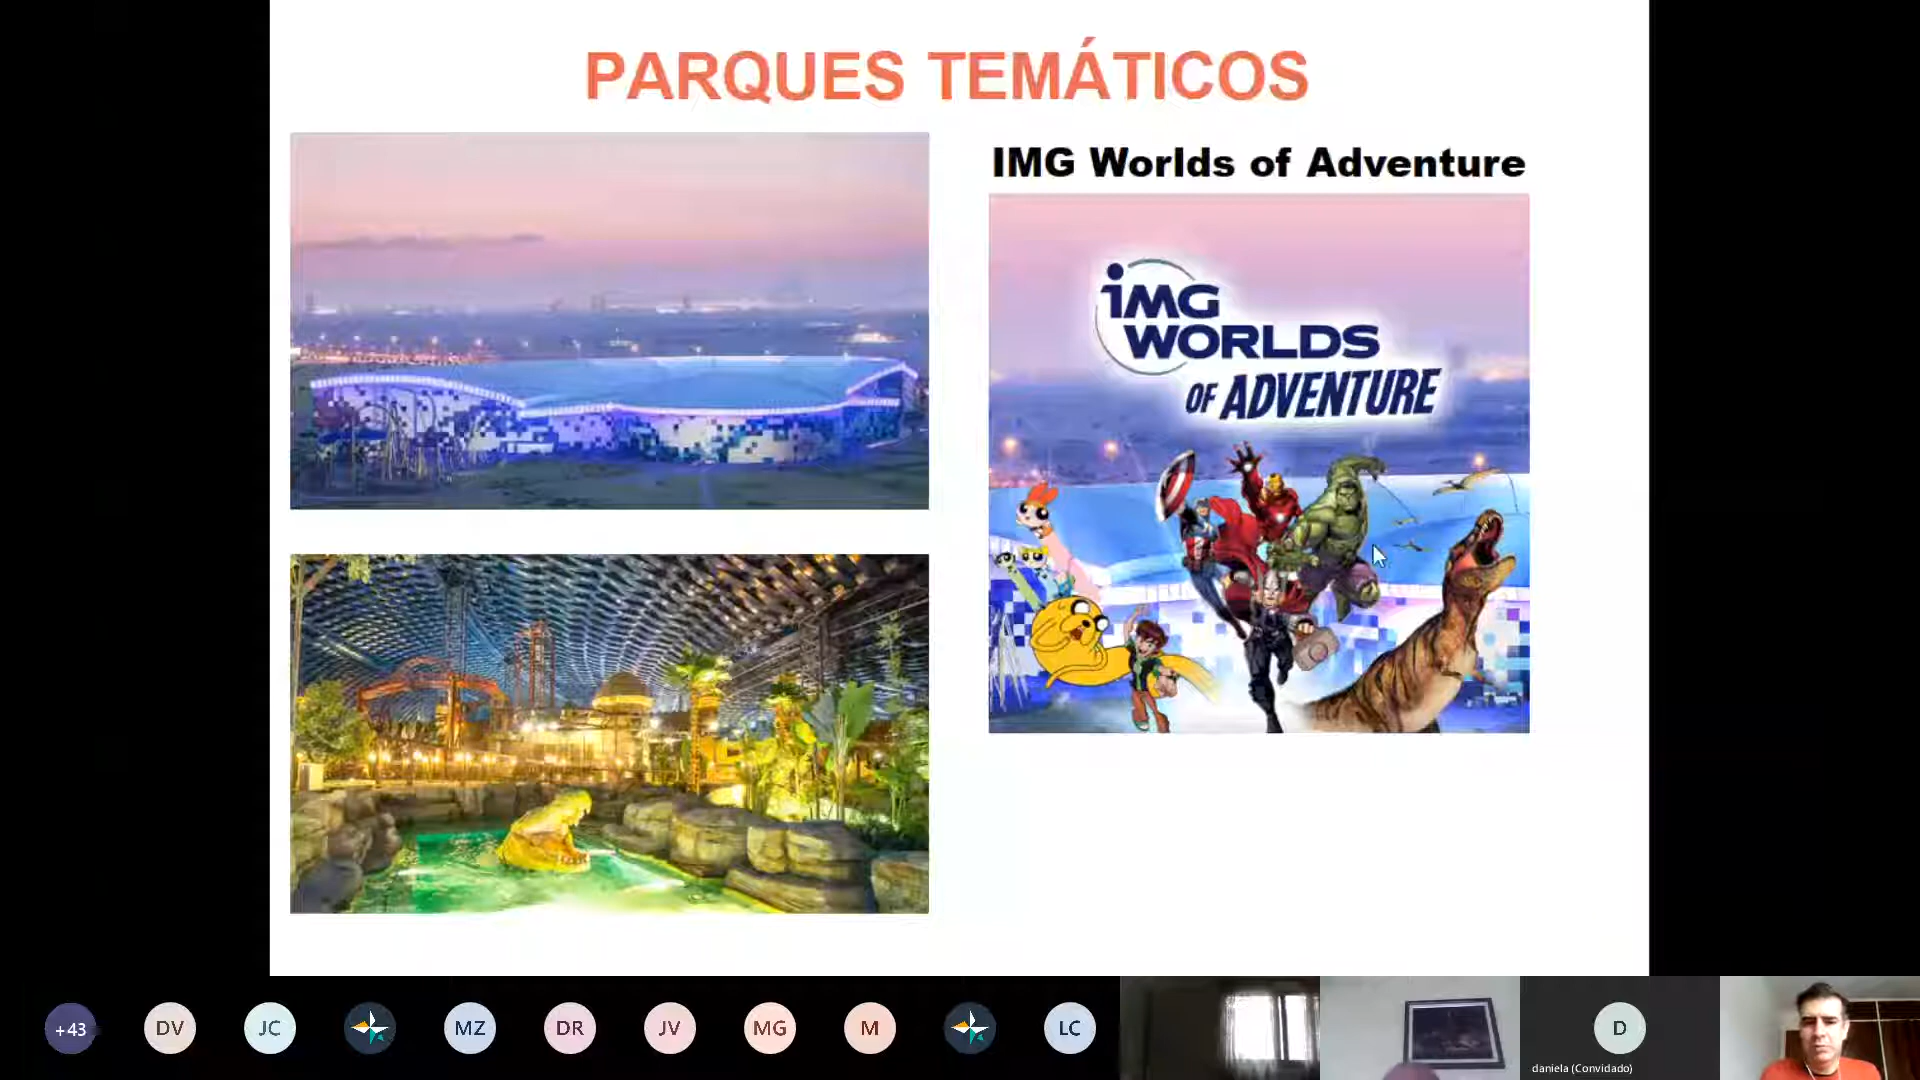 PARQUES TEMÁTICOS
IMG Worlds of Adventure
iMG
WORLDS
OF ADVENTURE
+43
DV
JC
MZ
DR
JV
MG
M
LC
D
daniela (Convidado)